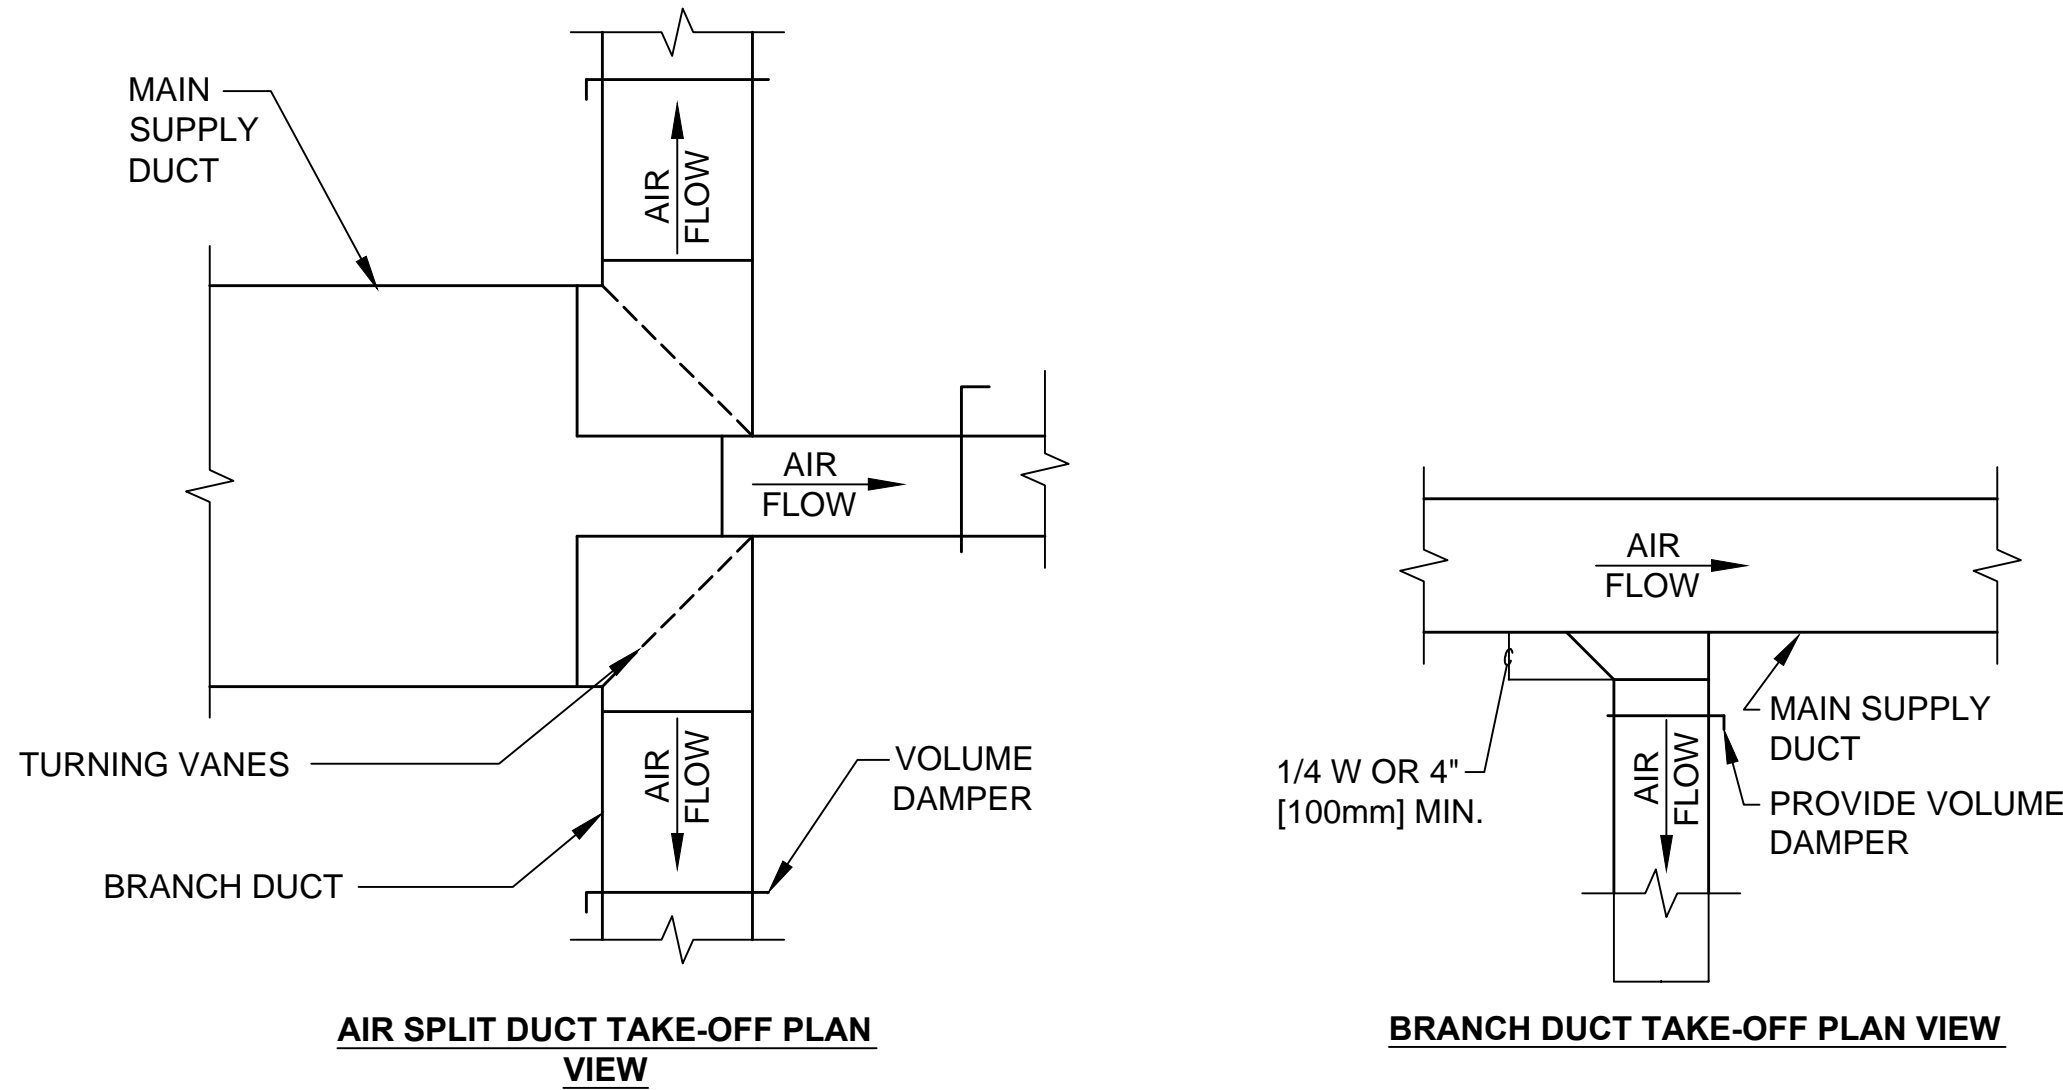 MAIN
SUPPLY
DUCT
AIR
FLOW
AIR
FLOW
TURNING VANES
AIR
FLOW
VOLUME
DAMPER
BRANCH DUCT
AIR SPLIT DUCT TAKE-OFF PLAN
VIEW
AIR
FLOW
1/4 W OR 4"
[100mm] MIN.
AIR
FLOW
MAIN SUPPLY
DUCT
PROVIDE VOLUME
DAMPER
BRANCH DUCT TAKE-OFF PLAN VIEW